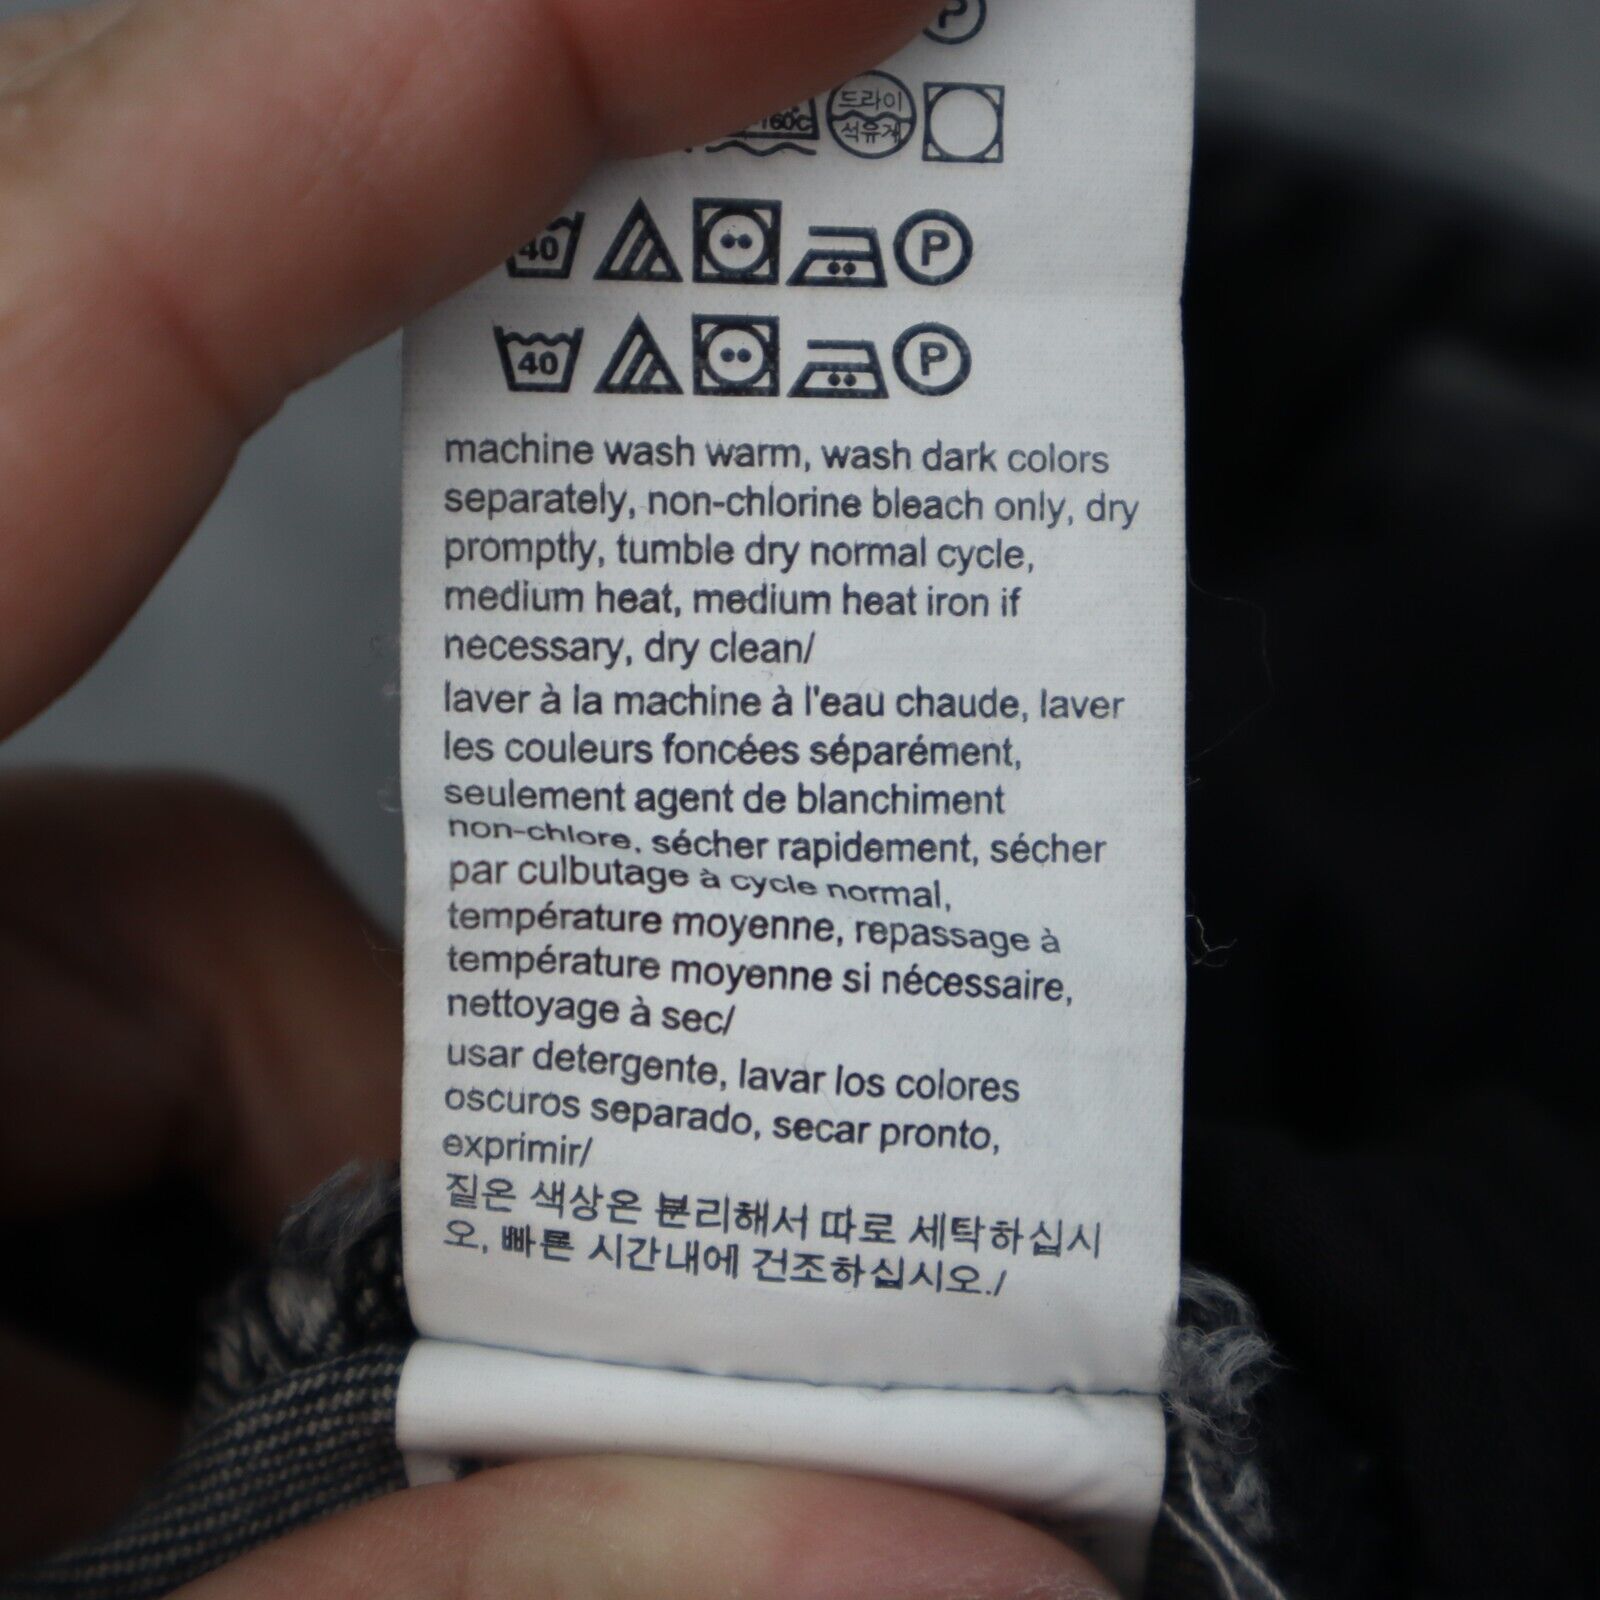 P
160℃ 드라이
석유계
40 P
40 P
machine wash warm, wash dark colors
separately, non-chlorine bleach only, dry
promptly, tumble dry normal cycle,
medium heat, medium heat iron if
necessary, dry clean/
laver à la machine à l'eau chaude, laver
les couleurs foncées séparément,
seulement agent de blanchiment
non-chlore, sécher rapidement, sécher
par culbutage à cycle normal,
température moyenne, repassage à
température moyenne si nécessaire,
nettoyage à sec/
usar detergente, lavar los colores
oscuros separado, secar pronto,
exprimir/
짙은 색상은 분리해서 따로 세탁하십시
오, 빠른 시간내에 건조하십시오./